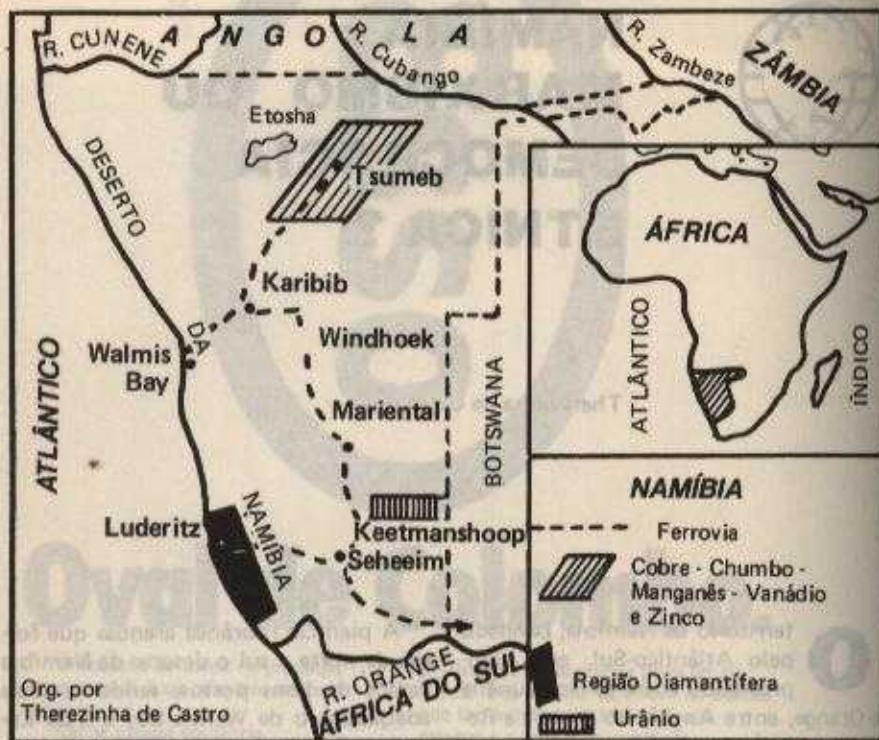 ANGOLA
R. CUNENE
R. Cubango
R. Zambeze
ZÂMBIA
Etosha
Tsumeb
DESERTO
DA
NAMÍBIA
Karibib
Windhoek
Walmis
Bay
Mariental
BOTSWANA
ATLÂNTICO
Luderitz
Keetmanshoop
Seheeim
R. ORANGE
ÁFRICA DO SUL
Org. por
Therezinha de Castro
ÁFRICA
ATLÂNTICO
ÍNDICO
NAMÍBIA
Ferrovia
Cobre - Chumbo -
Manganês - Vanádio
e Zinco
Região Diamantífera
Urânio